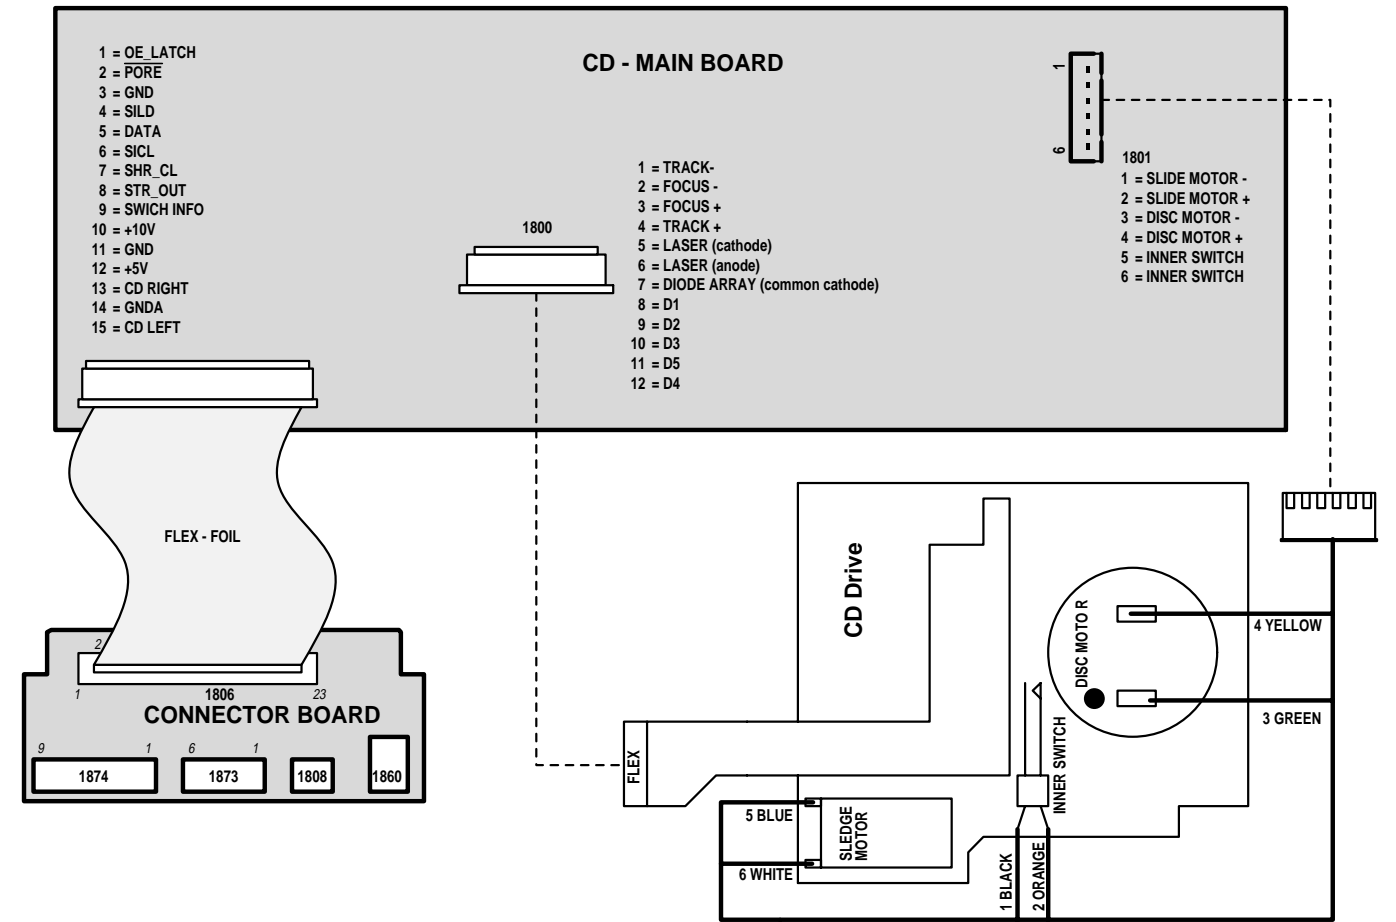 CD - MAIN BOARD
1 = OE_LATCH
2 = PORE
3 = GND
4 = SILD
5 = DATA
6 = SICL
7 = SHR_CL
8 = STR_OUT
9 = SWICH INFO
10 = +10V
11 = GND
12 = +5V
13 = CD RIGHT
14 = GNDA
15 = CD LEFT
1800
1 = TRACK-
2 = FOCUS -
3 = FOCUS +
4 = TRACK +
5 = LASER (cathode)
6 = LASER (anode)
7 = DIODE ARRAY (common cathode)
8 = D1
9 = D2
10 = D3
11 = D5
12 = D4
1
6
1801
1 = SLIDE MOTOR -
2 = SLIDE MOTOR +
3 = DISC MOTOR -
4 = DISC MOTOR +
5 = INNER SWITCH
6 = INNER SWITCH
FLEX - FOIL
2
1
1806
23
CONNECTOR BOARD
9
1
6
1
1874
1873
1808
1860
CD Drive
DISC MOTO R
4 YELLOW
3 GREEN
FLEX
INNER SWITCH
5 BLUE
6 WHITE
SLEDGE
MOTOR
1 BLACK
2 ORANGE